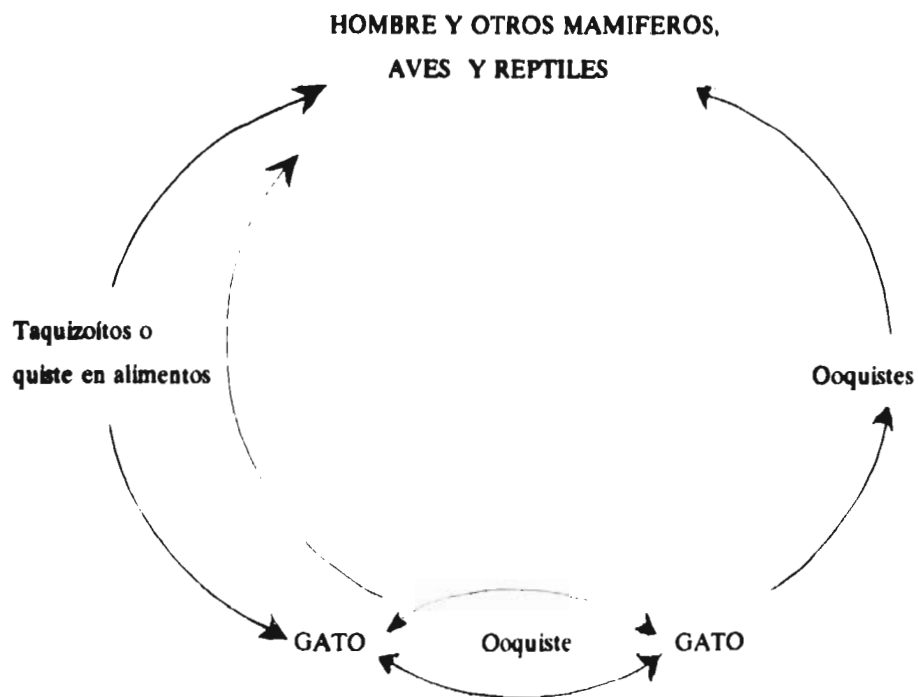 HOMBRE Y OTROS MAMIFEROS,
AVES Y REPTILES
Taquizoítos o
quiste en alimentos
Ooquistes
GATO
Ooquiste
GATO